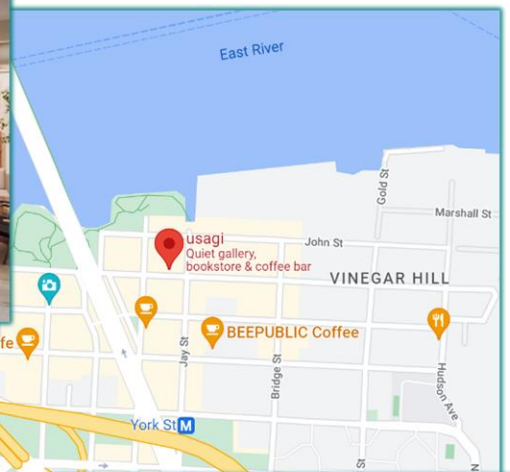 East River
Gold St
Marshall St
usagi
Quiet gallery,
bookstore & coffee bar
John St
VINEGAR HILL
BEEPUBLIC Coffee
fe
Jay St
Bridge St
Hudson Ave
York St M
St
N